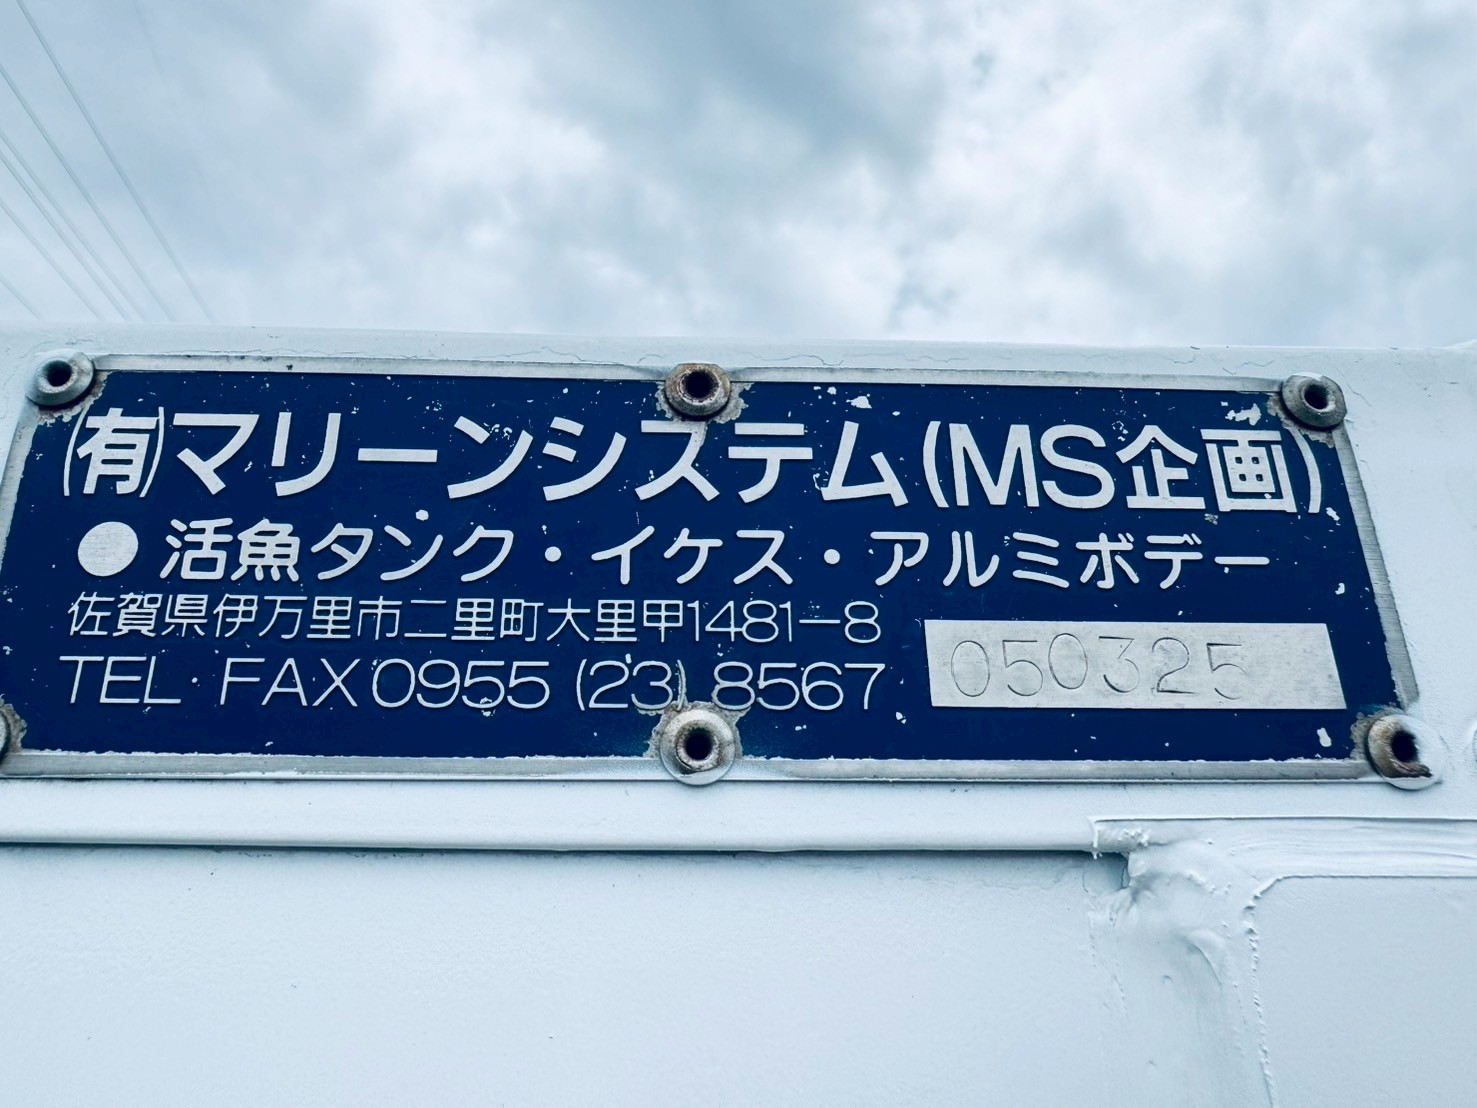 ㈲マリーンシステム(MS企画)
●活魚タンク・イケス・アルミボデー
佐賀県伊万里市二里町大里甲1481-8
TEL・FAX0955(23)8567
050325